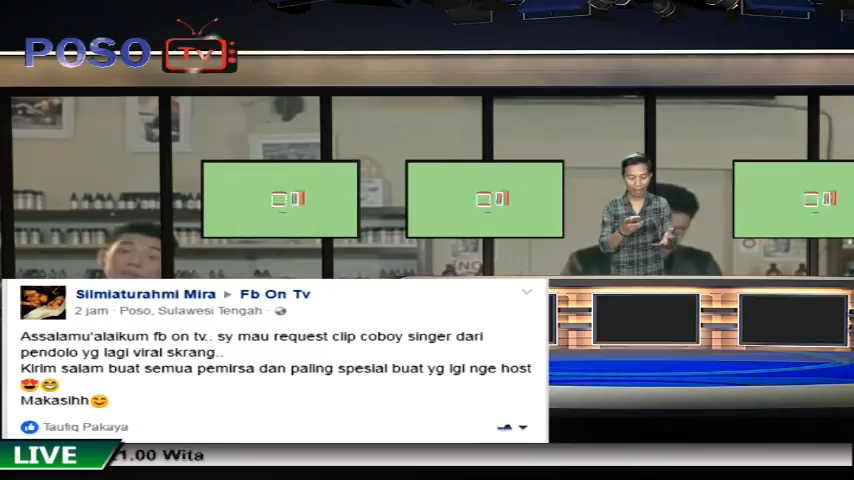 POSO TV
Silmiaturahmi Mira ▸ Fb On Tv
2 jam · Poso, Sulawesi Tengah ·
Assalamu'alaikum fb on tv.. sy mau request clip coboy singer dari
pendolo yg lagi viral skrang..
Kirim salam buat semua pemirsa dan paling spesial buat yg lgi nge host
😍😁
Makasihh😊
Taufiq Pakaya
LIVE
1.00 Wita